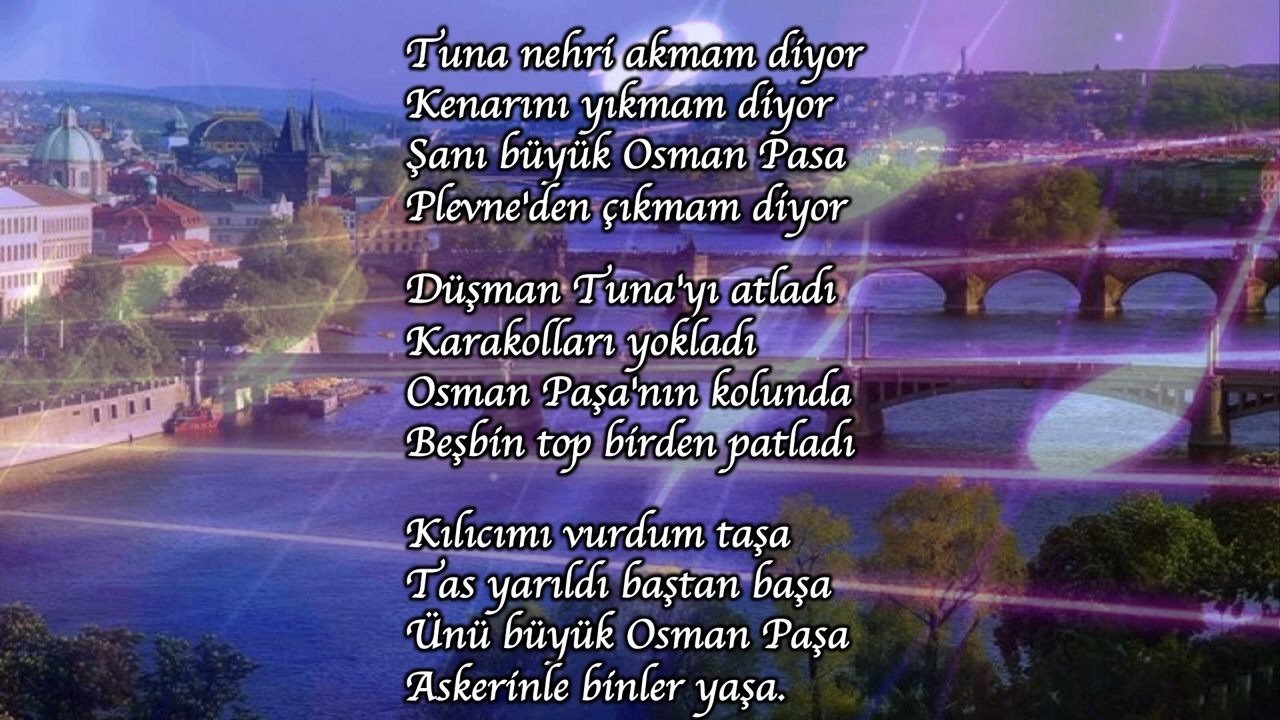 Tuna nehri akmam diyor
Kenarını yıkmam diyor
Şanı büyük Osman Pasa
Plevne'den çıkmam diyor
Düşman Tuna'yı atladı
Karakolları yokladı
Osman Paşa'nın kolunda
Beşbin top birden patladı
Kılıcımı vurdum taşa
Tas yarıldı baştan başa
Ünü büyük Osman Paşa
Askerinle binler yaşa.